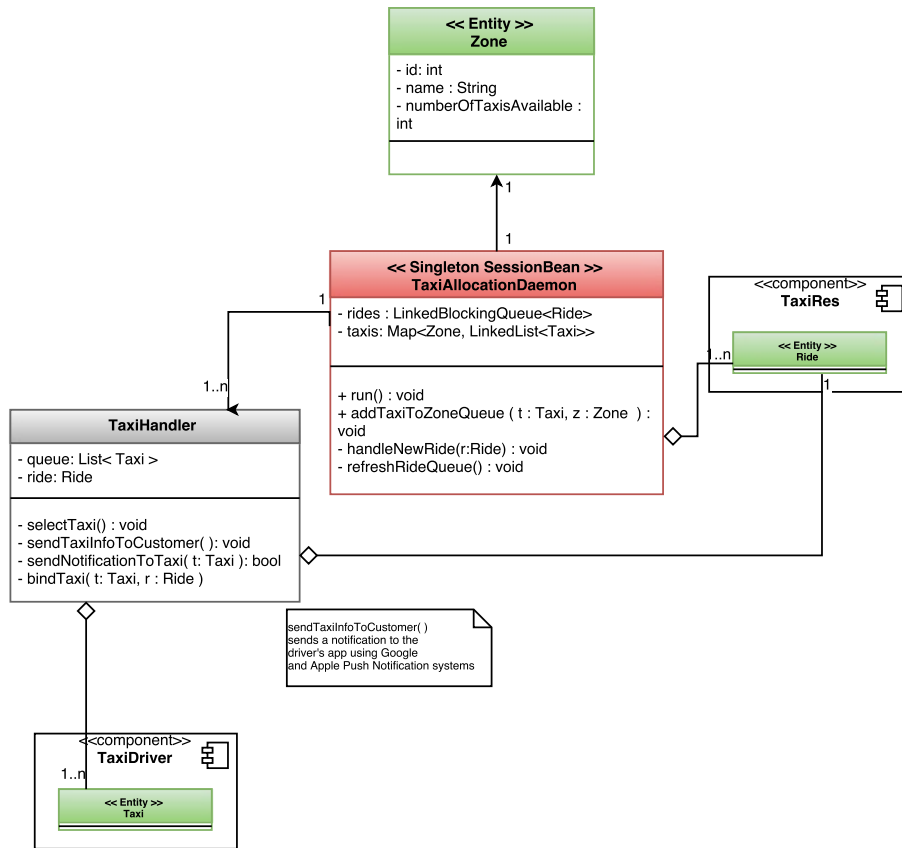 << Entity >>
Zone
- id: int
- name : String
- numberOfTaxisAvailable :
int
1
1
<< Singleton SessionBean >>
TaxiAllocationDaemon
- rides : LinkedBlockingQueue<Ride>
- taxis: Map<Zone, LinkedList<Taxi>>
+ run() : void
+ addTaxiToZoneQueue ( t : Taxi, z : Zone ) :
void
- handleNewRide(r:Ride) : void
- refreshRideQueue() : void
<<component>>
TaxiRes
<< Entity >>
Ride
1..n
1
1
1..n
TaxiHandler
- queue: List< Taxi >
- ride: Ride
- selectTaxi() : void
- sendTaxiInfoToCustomer( ): void
- sendNotificationToTaxi( t: Taxi ): bool
- bindTaxi( t: Taxi, r : Ride )
sendTaxiInfoToCustomer( )
sends a notification to the
driver's app using Google
and Apple Push Notification systems
<<component>>
TaxiDriver
1..n
<< Entity >>
Taxi